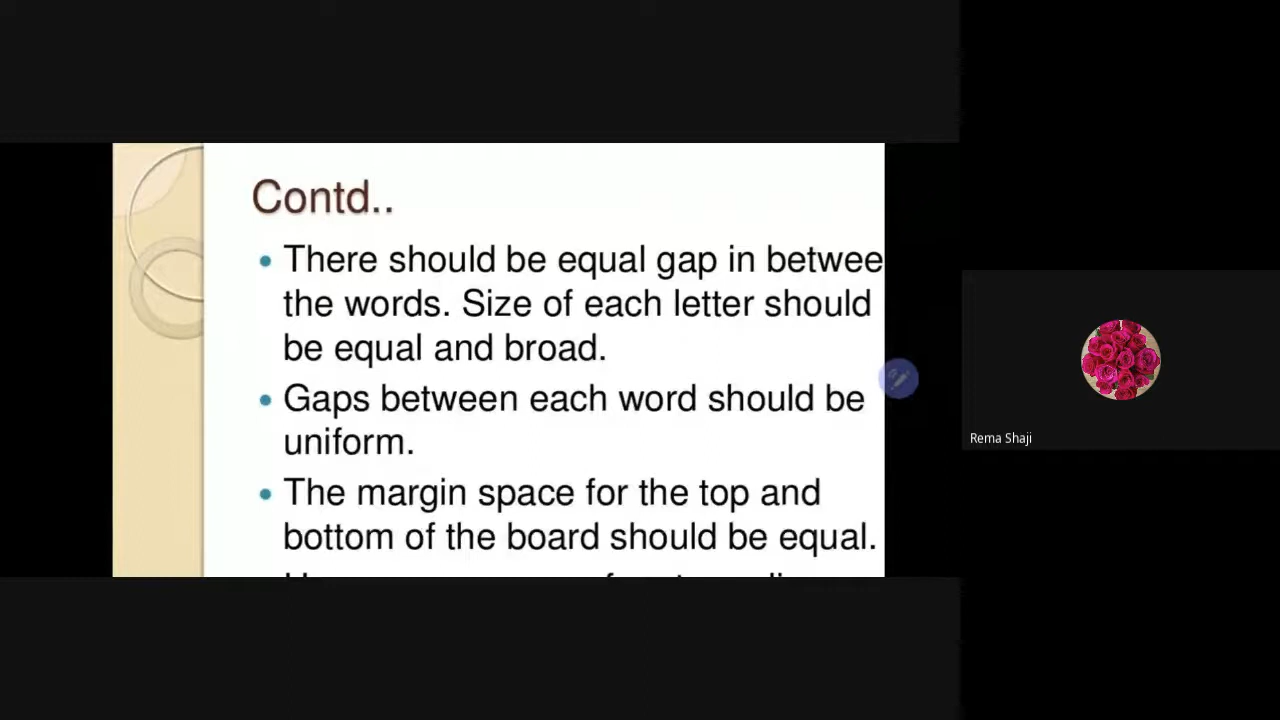 Contd..
There should be equal gap in betwee
the words. Size of each letter should
be equal and broad.
Gaps between each word should be
uniform.
The margin space for the top and
bottom of the board should be equal.
Rema Shaji